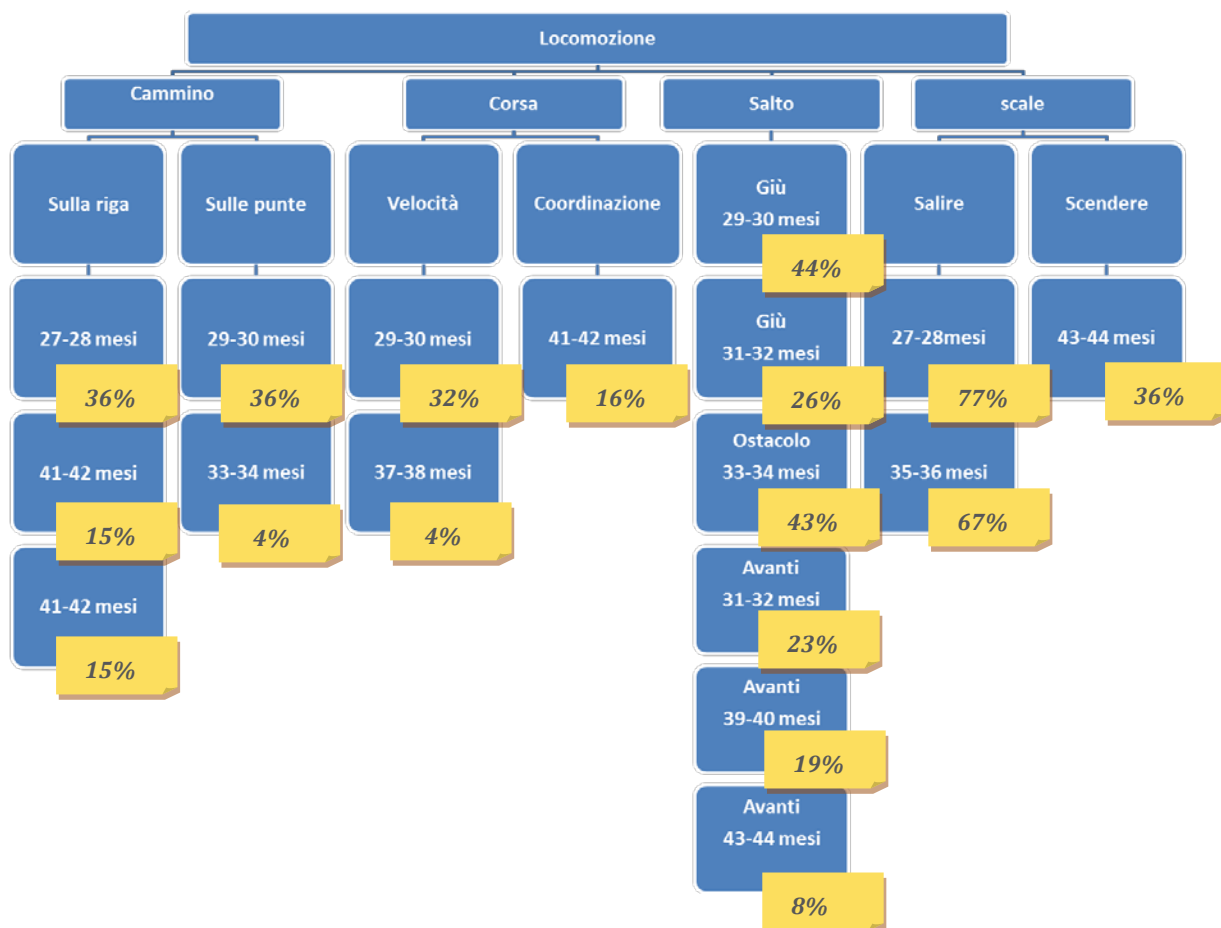 Locomozione
Cammino
Corsa
Salto
scale
Sulla riga
Sulle punte
Velocità
Coordinazione
Giù
29-30 mesi
44%
Salire
Scendere
27-28 mesi
36%
29-30 mesi
36%
29-30 mesi
32%
41-42 mesi
16%
Giù
31-32 mesi
26%
27-28mesi
77%
43-44 mesi
36%
41-42 mesi
15%
33-34 mesi
4%
37-38 mesi
4%
Ostacolo
33-34 mesi
43%
35-36 mesi
67%
41-42 mesi
15%
Avanti
31-32 mesi
23%
Avanti
39-40 mesi
19%
Avanti
43-44 mesi
8%